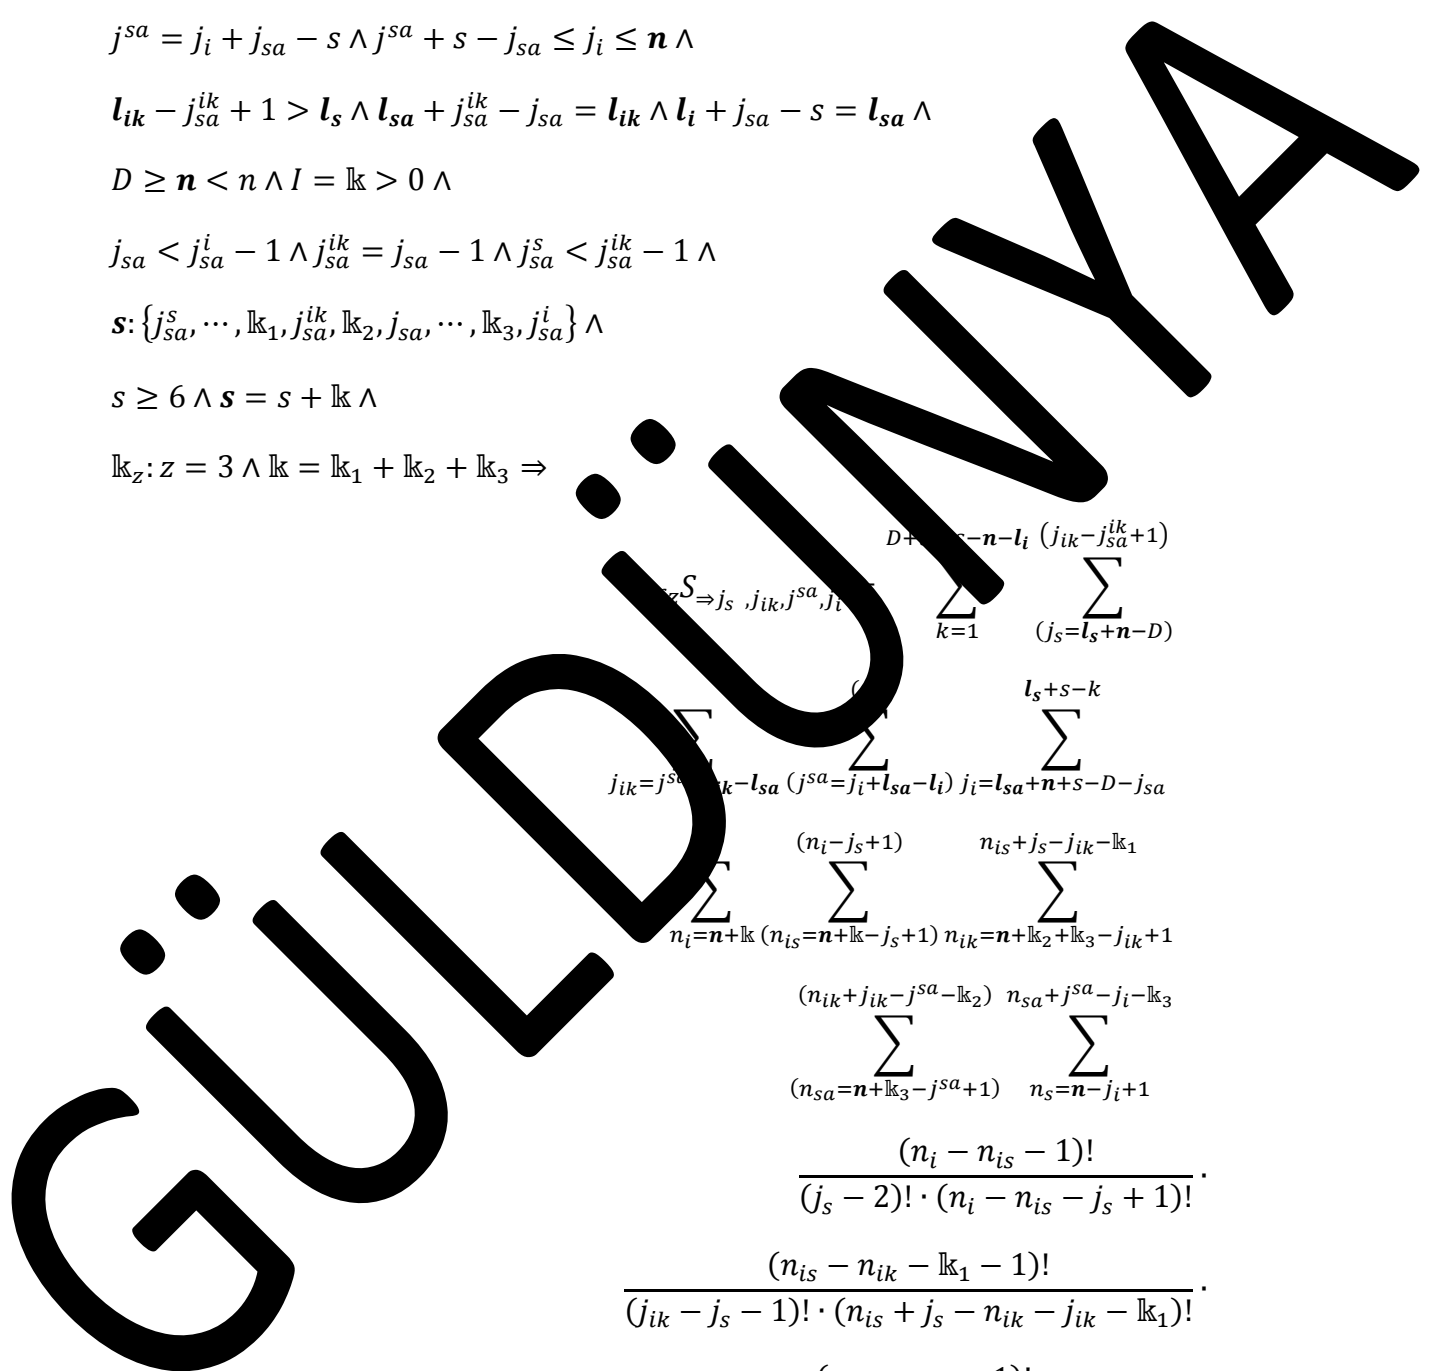 j^{sa} = j_i + j_{sa} − s ∧ j^{sa} + s − j_{sa} ≤ j_i ≤ n ∧
l_{ik} − j_{sa}^{ik} + 1 > l_s ∧ l_{sa} + j_{sa}^{ik} − j_{sa} = l_{ik} ∧ l_i + j_{sa} − s = l_{sa} ∧
D ≥ n < n ∧ I = 𝕜 > 0 ∧
j_{sa} < j_{sa}^i − 1 ∧ j_{sa}^{ik} = j_{sa} − 1 ∧ j_{sa}^s < j_{sa}^{ik} − 1 ∧
s: {j_{sa}^s, ⋯, 𝕜_1, j_{sa}^{ik}, 𝕜_2, j_{sa}, ⋯, 𝕜_3, j_{sa}^i} ∧
s ≥ 6 ∧ s = s + 𝕜 ∧
𝕜_z: z = 3 ∧ 𝕜 = 𝕜_1 + 𝕜_2 + 𝕜_3 ⇒
−n−l_i (j_{ik}−j_{sa}^{ik}+1)
S_{⇒j_s ,j_{ik},j^{sa},j_i} ∑ ∑
k=1 (j_s=l_s+n−D)
l_s+s−k
∑ ∑ ∑
−l_{sa} (j^{sa}=j_i+l_{sa}−l_i) j_i=l_{sa}+n+s−D−j_{sa}
(n_i−j_s+1) n_{is}+j_s−j_{ik}−𝕜_1
∑ ∑ ∑
n_i=n+𝕜 (n_{is}=n+𝕜−j_s+1) n_{ik}=n+𝕜_2+𝕜_3−j_{ik}+1
(n_{ik}+j_{ik}−j^{sa}−𝕜_2) n_{sa}+j^{sa}−j_i−𝕜_3
∑ ∑
(n_{sa}=n+𝕜_3−j^{sa}+1) n_s=n−j_i+1
(n_i − n_{is} − 1)!
(j_s − 2)! · (n_i − n_{is} − j_s + 1)! ·
(n_{is} − n_{ik} − 𝕜_1 − 1)!
(j_{ik} − j_s − 1)! · (n_{is} + j_s − n_{ik} − j_{ik} − 𝕜_1)! ·
GÜLDÜNYA